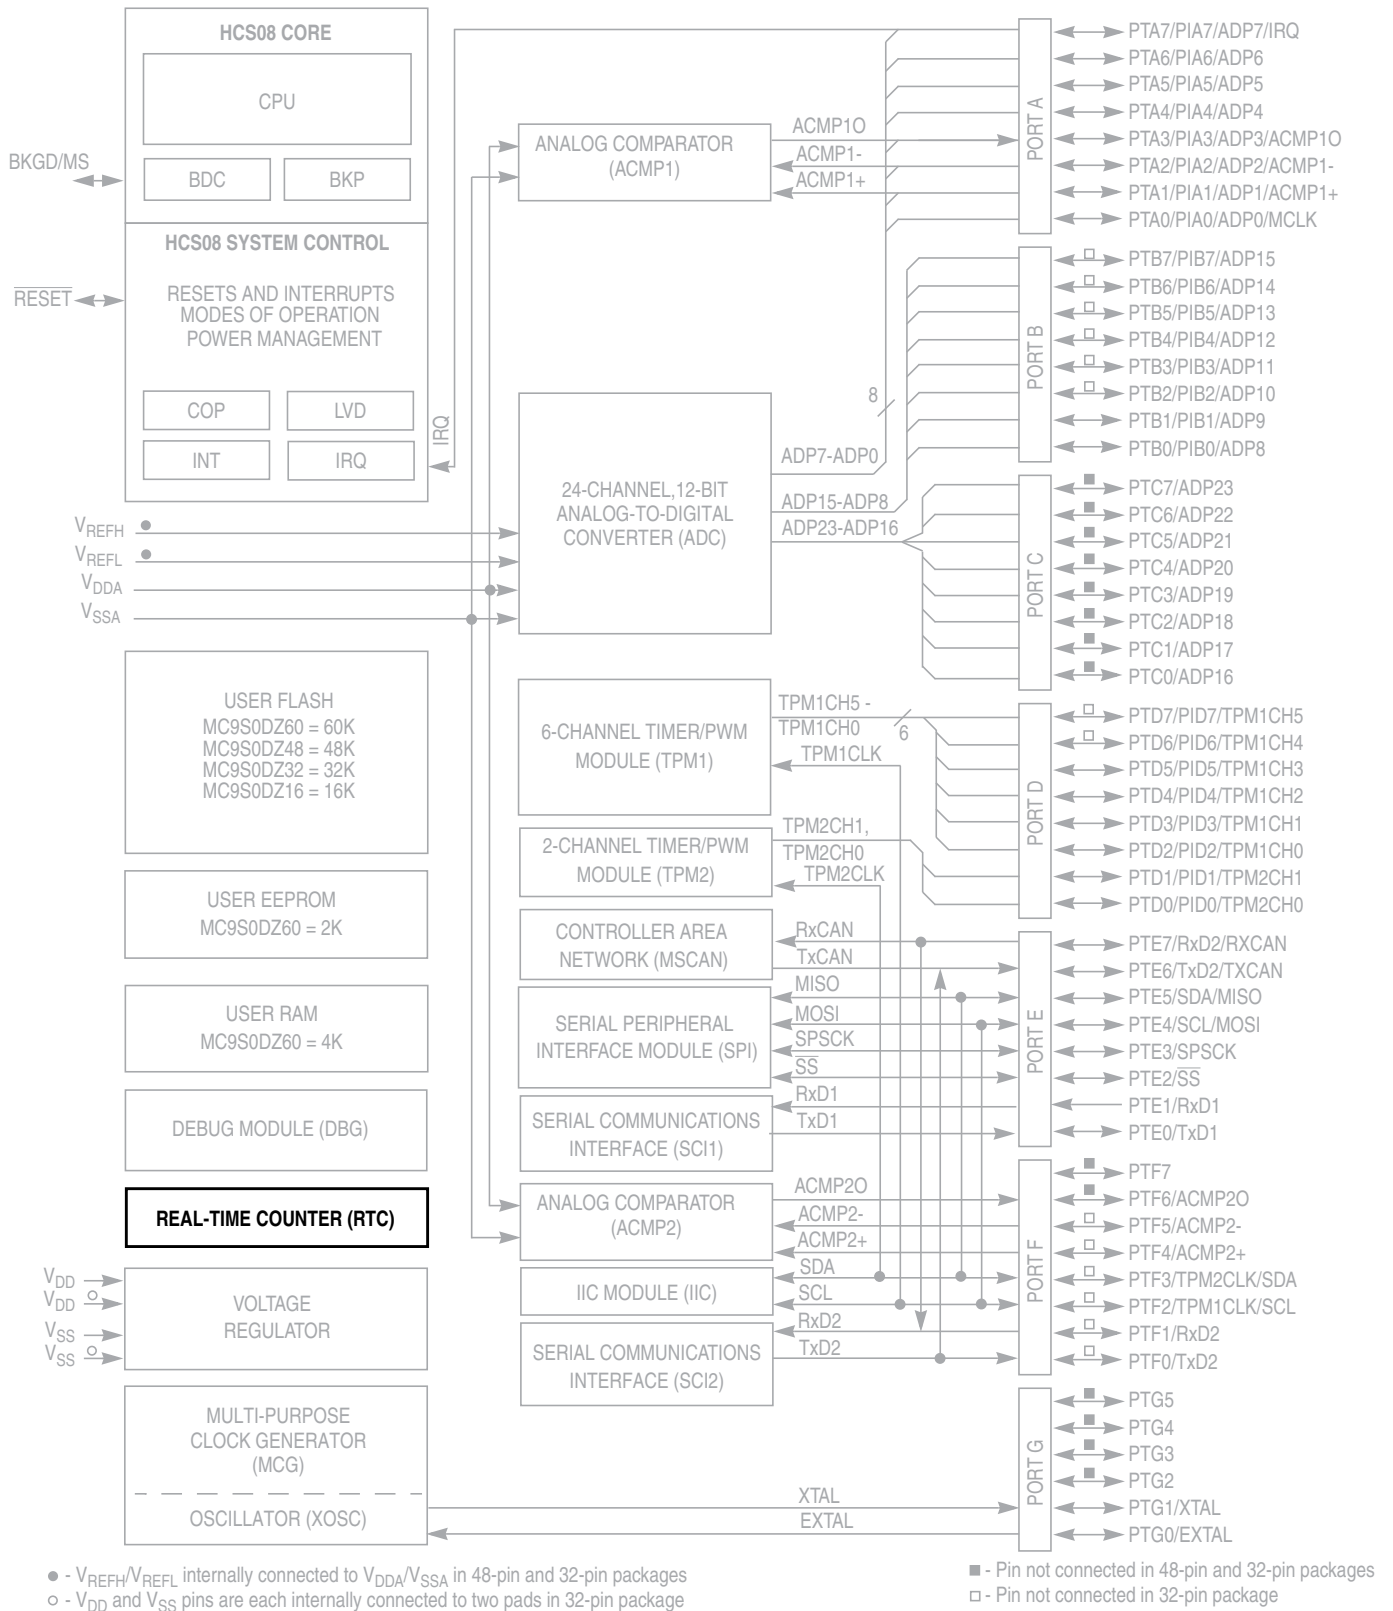 HCS08 CORE
CPU
BDC
BKP
BKGD/MS
HCS08 SYSTEM CONTROL
RESETS AND INTERRUPTS
MODES OF OPERATION
POWER MANAGEMENT
RESET
COP
LVD
INT
IRQ
IRQ
VREFH
VREFL
VDDA
VSSA
USER FLASH
MC9S0DZ60 = 60K
MC9S0DZ48 = 48K
MC9S0DZ32 = 32K
MC9S0DZ16 = 16K
USER EEPROM
MC9S0DZ60 = 2K
USER RAM
MC9S0DZ60 = 4K
DEBUG MODULE (DBG)
REAL-TIME COUNTER (RTC)
VDD
VDD
VSS
VSS
VOLTAGE
REGULATOR
MULTI-PURPOSE
CLOCK GENERATOR
(MCG)
OSCILLATOR (XOSC)
ANALOG COMPARATOR
(ACMP1)
ACMP1O
ACMP1-
ACMP1+
24-CHANNEL,12-BIT
ANALOG-TO-DIGITAL
CONVERTER (ADC)
8
ADP7-ADP0
ADP15-ADP8
ADP23-ADP16
6-CHANNEL TIMER/PWM
MODULE (TPM1)
TPM1CH5 -
TPM1CH0
6
TPM1CLK
2-CHANNEL TIMER/PWM
MODULE (TPM2)
TPM2CH1,
TPM2CH0
TPM2CLK
CONTROLLER AREA
NETWORK (MSCAN)
RxCAN
TxCAN
SERIAL PERIPHERAL
INTERFACE MODULE (SPI)
MISO
MOSI
SPSCK
SS
SERIAL COMMUNICATIONS
INTERFACE (SCI1)
RxD1
TxD1
ANALOG COMPARATOR
(ACMP2)
ACMP2O
ACMP2-
ACMP2+
IIC MODULE (IIC)
SDA
SCL
SERIAL COMMUNICATIONS
INTERFACE (SCI2)
RxD2
TxD2
XTAL
EXTAL
PORT A
PTA7/PIA7/ADP7/IRQ
PTA6/PIA6/ADP6
PTA5/PIA5/ADP5
PTA4/PIA4/ADP4
PTA3/PIA3/ADP3/ACMP1O
PTA2/PIA2/ADP2/ACMP1-
PTA1/PIA1/ADP1/ACMP1+
PTA0/PIA0/ADP0/MCLK
PORT B
PTB7/PIB7/ADP15
PTB6/PIB6/ADP14
PTB5/PIB5/ADP13
PTB4/PIB4/ADP12
PTB3/PIB3/ADP11
PTB2/PIB2/ADP10
PTB1/PIB1/ADP9
PTB0/PIB0/ADP8
PORT C
PTC7/ADP23
PTC6/ADP22
PTC5/ADP21
PTC4/ADP20
PTC3/ADP19
PTC2/ADP18
PTC1/ADP17
PTC0/ADP16
PORT D
PTD7/PID7/TPM1CH5
PTD6/PID6/TPM1CH4
PTD5/PID5/TPM1CH3
PTD4/PID4/TPM1CH2
PTD3/PID3/TPM1CH1
PTD2/PID2/TPM1CH0
PTD1/PID1/TPM2CH1
PTD0/PID0/TPM2CH0
PORT E
PTE7/RxD2/RXCAN
PTE6/TxD2/TXCAN
PTE5/SDA/MISO
PTE4/SCL/MOSI
PTE3/SPSCK
PTE2/SS
PTE1/RxD1
PTE0/TxD1
PORT F
PTF7
PTF6/ACMP2O
PTF5/ACMP2-
PTF4/ACMP2+
PTF3/TPM2CLK/SDA
PTF2/TPM1CLK/SCL
PTF1/RxD2
PTF0/TxD2
PORT G
PTG5
PTG4
PTG3
PTG2
PTG1/XTAL
PTG0/EXTAL
● - VREFH/VREFL internally connected to VDDA/VSSA in 48-pin and 32-pin packages
○ - VDD and VSS pins are each internally connected to two pads in 32-pin package
■ - Pin not connected in 48-pin and 32-pin packages
□ - Pin not connected in 32-pin package